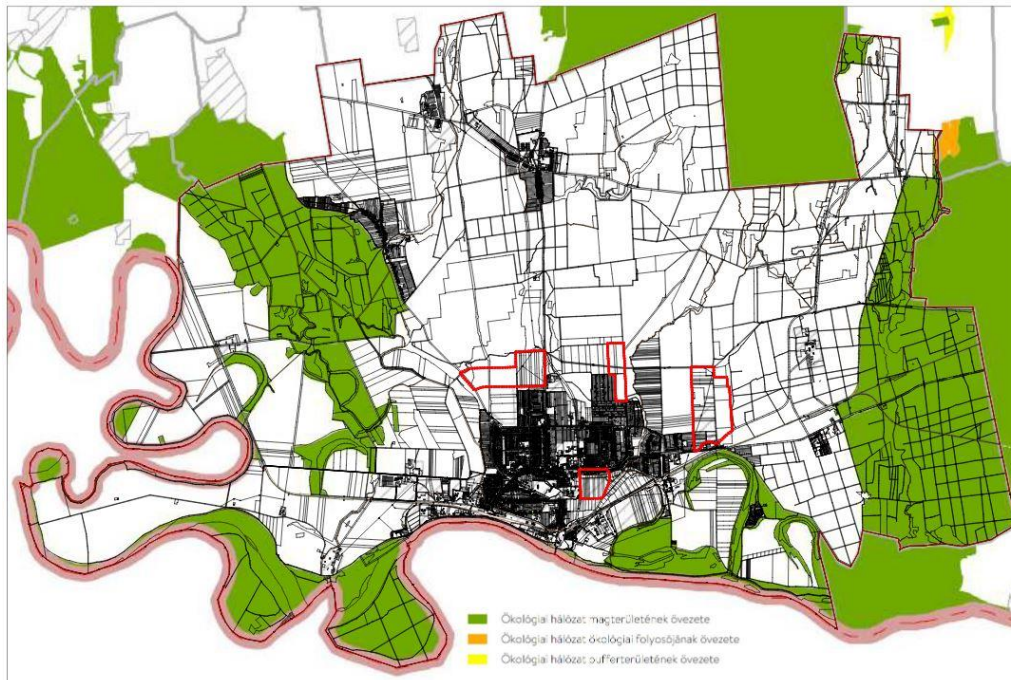 Ökológiai hálózat magterületének övezete
Ökológiai hálózat ökológiai folyosójának övezete
Ökológiai hálózat pufferterületének övezete